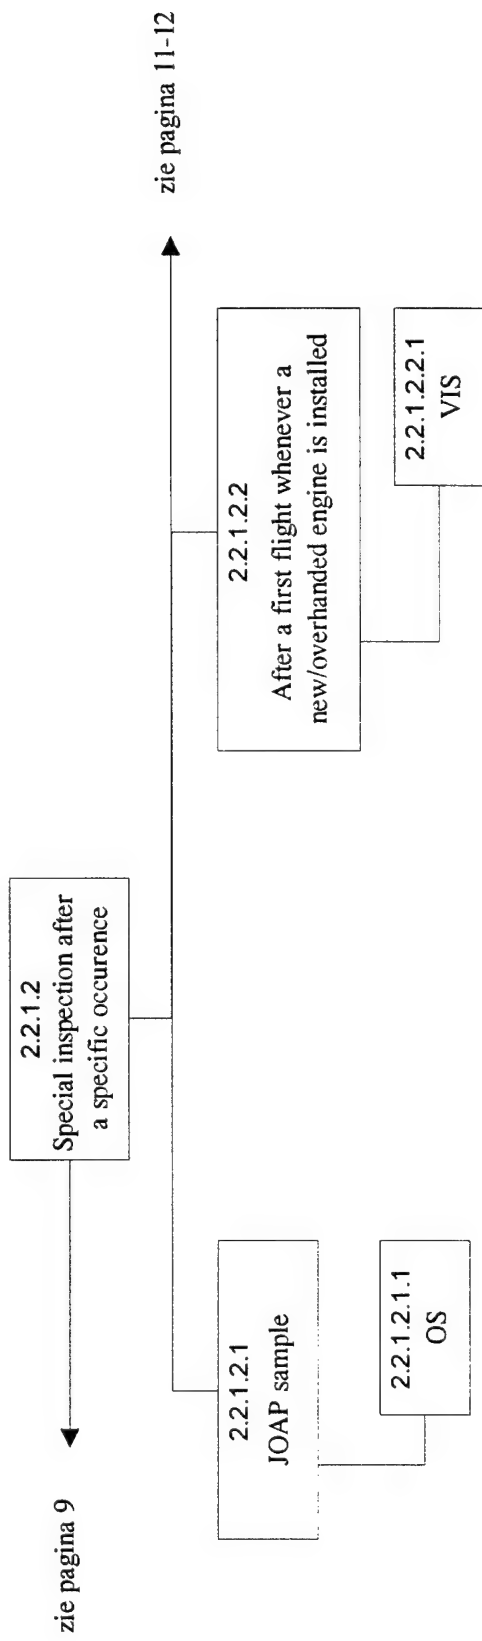 2.2.1.2
Special inspection after
a specific occurence
zie pagina 9
zie pagina 11-12
2.2.1.2.1
JOAP sample
2.2.1.2.2
After a first flight whenever a
new/overhanded engine is installed
2.2.1.2.1.1
OS
2.2.1.2.2.1
VIS